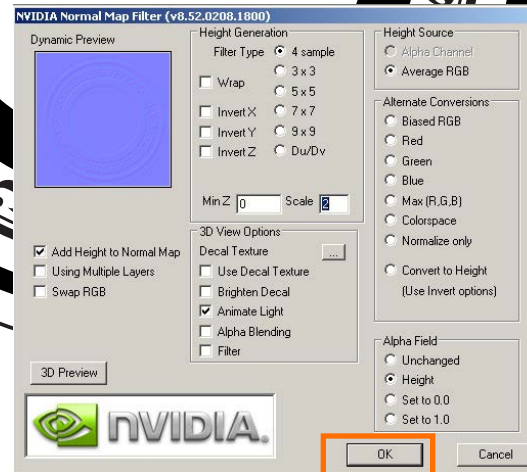 NVIDIA Normal Map Filter (v8.52.0208.1800)
Dynamic Preview
Add Height to Normal Map
Using Multiple Layers
Swap RGB
3D Preview
nVIDIA.
Height Generation
Filter Type
4 sample
3 x 3
Wrap
5 x 5
Invert X
7 x 7
Invert Y
9 x 9
Invert Z
Du/Dv
Min Z
0
Scale
2
3D View Options
Decal Texture
...
Use Decal Texture
Brighten Decal
Animate Light
Alpha Blending
Filter
Height Source
Alpha Channel
Average RGB
Alternate Conversions
Biased RGB
Red
Green
Blue
Max (R,G,B)
Colorspace
Normalize only
Convert to Height
(Use Invert options)
Alpha Field
Unchanged
Height
Set to 0.0
Set to 1.0
OK
Cancel